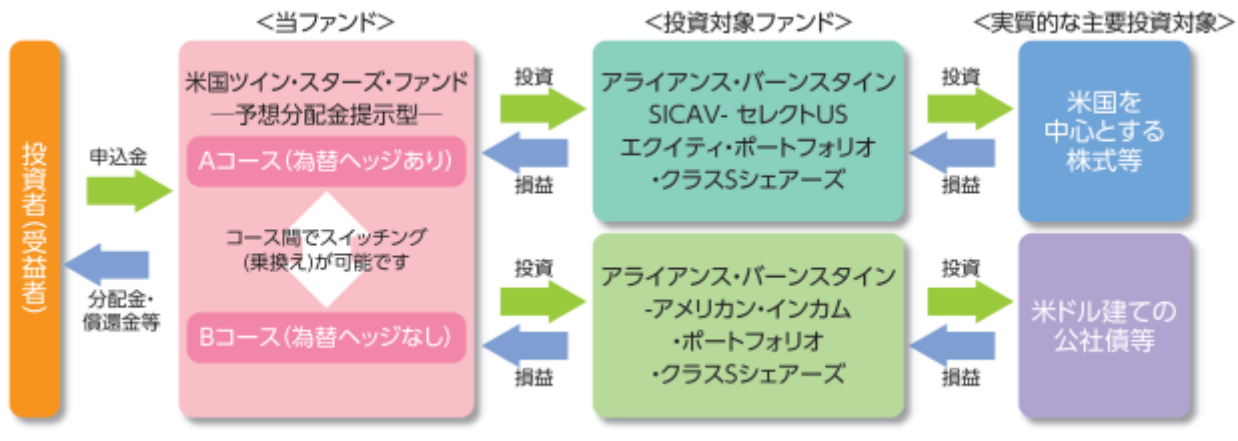 <当ファンド>
<投資対象ファンド>
<実質的な主要投資対象>
投資者(受益者)
申込金
分配金・
償還金等
米国ツイン・スターズ・ファンド
―予想分配金提示型―
Aコース(為替ヘッジあり)
コース間でスイッチング
(乗換え)が可能です
Bコース(為替ヘッジなし)
投資
損益
アライアンス・バーンスタイン
SICAV- セレクトUS
エクイティ・ポートフォリオ
・クラスSシェアーズ
投資
損益
米国を
中心とする
株式等
投資
損益
アライアンス・バーンスタイン
-アメリカン・インカム
・ポートフォリオ
・クラスSシェアーズ
投資
損益
米ドル建ての
公社債等